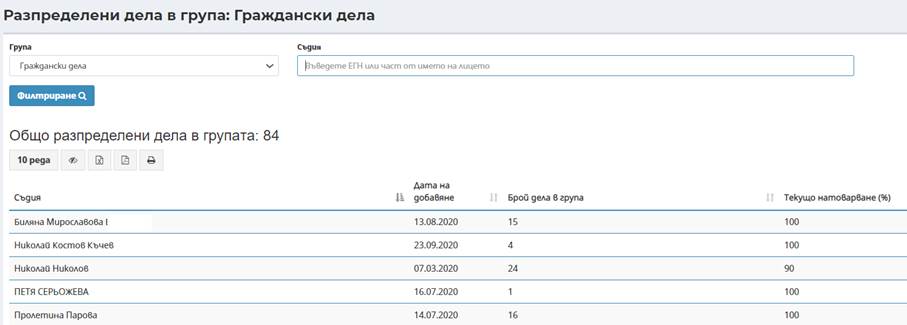 Разпределени дела в група: Граждански дела
Група Съдия
Граждански дела Въведете ЕГН или част от името на лицето
Филтриране
Общо разпределени дела в групата: 84
10 реда
Съдия Дата на добавяне Брой дела в група Текущо натоварване (%)
Биляна Мирославова 13.08.2020 15 100
Николай Костов Къчев 23.09.2020 4 100
Николай Николов 07.03.2020 24 90
ПЕТЯ СЕРЬОЖЕВА 16.07.2020 1 100
Пролетина Парова 14.07.2020 16 100